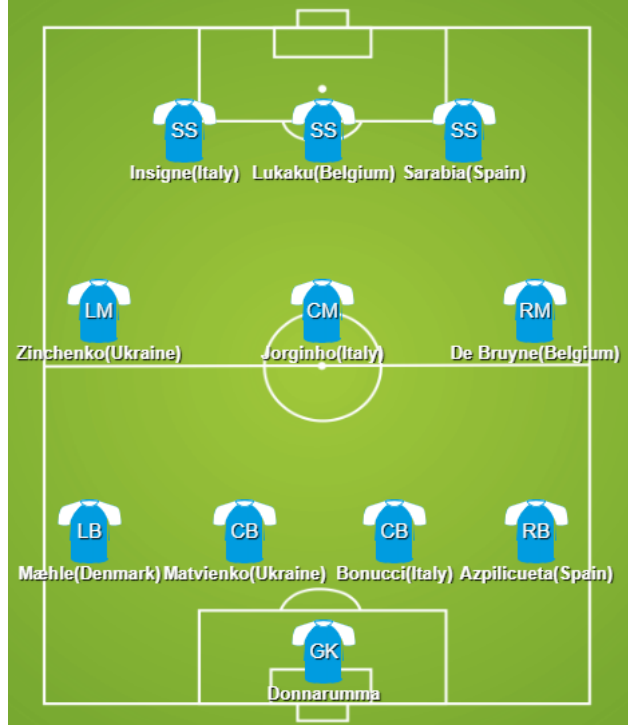 SS SS SS
Insigne(Italy) Lukaku(Belgium) Sarabia(Spain)
LM CM RM
Zinchenko(Ukraine) Jorginho(Italy) De Bruyne(Belgium)
LB CB CB RB
Mæhle(Denmark) Matvienko(Ukraine) Bonucci(Italy) Azpilicueta(Spain)
GK
Donnarumma